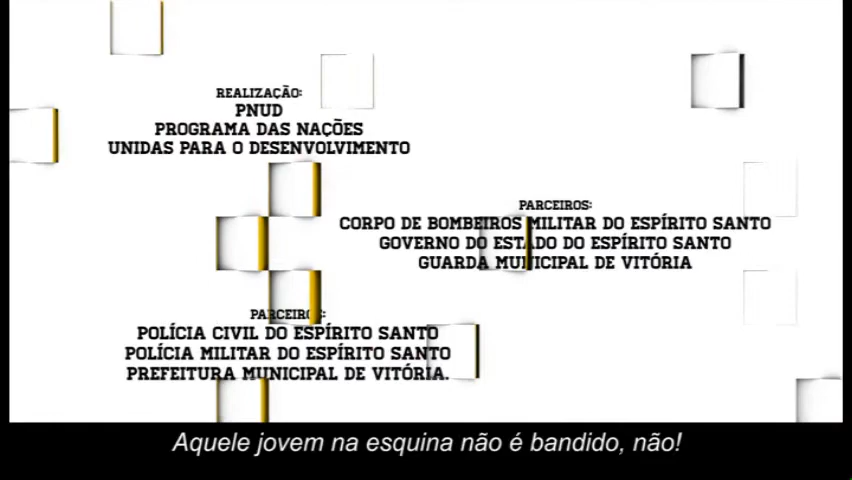 REALIZAÇÃO:
PNUD
PROGRAMA DAS NAÇÕES
UNIDAS PARA O DESENVOLVIMENTO
PARCEIROS:
CORPO DE BOMBEIROS MILITAR DO ESPÍRITO SANTO
GOVERNO DO ESTADO DO ESPÍRITO SANTO
GUARDA MUNICIPAL DE VITÓRIA
PARCEIROS:
POLÍCIA CIVIL DO ESPÍRITO SANTO
POLÍCIA MILITAR DO ESPÍRITO SANTO
PREFEITURA MUNICIPAL DE VITÓRIA.
Aquele jovem na esquina não é bandido, não!